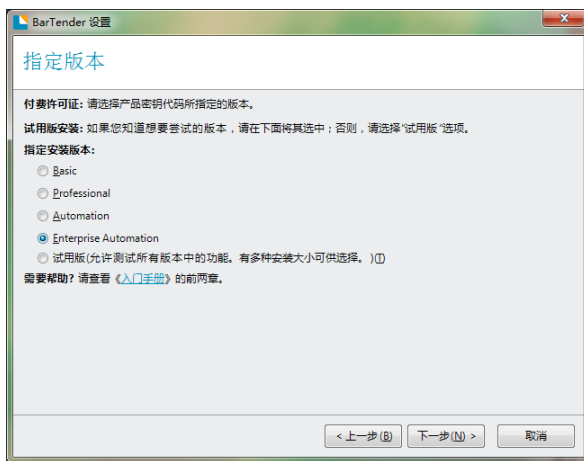 BarTender 设置
指定版本
付费许可证: 请选择产品密钥代码所指定的版本。
试用版安装: 如果您知道想要尝试的版本，请在下面将其选中；否则，请选择"试用版"选项。
指定安装版本:
Basic
Professional
Automation
Enterprise Automation
试用版(允许测试所有版本中的功能。有多种安装大小可供选择。)(T)
需要帮助? 请查看《入门手册》的前两章。
< 上一步(B) 下一步(N) > 取消